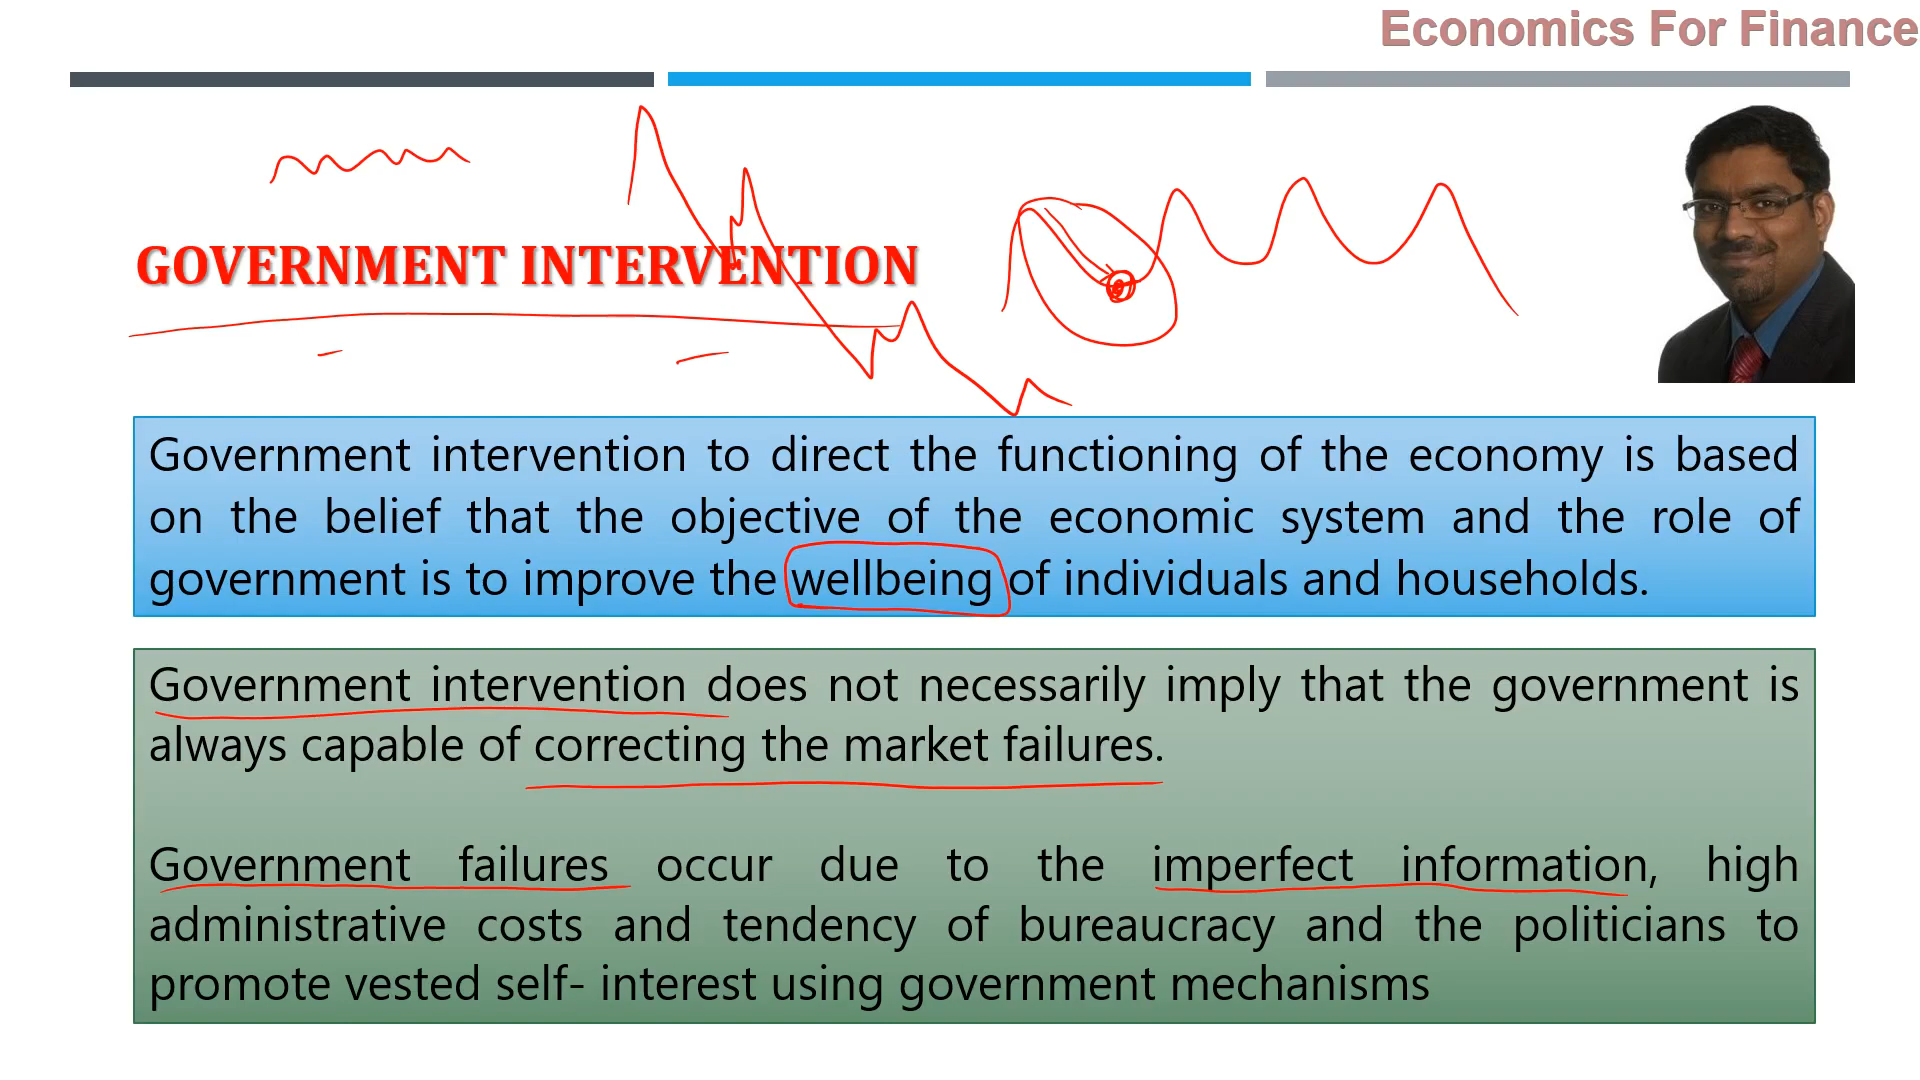 Economics For Finance
GOVERNMENT INTERVENTION
Government intervention to direct the functioning of the economy is based
on the belief that the objective of the economic system and the role of
government is to improve the wellbeing of individuals and households.
Government intervention does not necessarily imply that the government is
always capable of correcting the market failures.
Government failures occur due to the imperfect information, high
administrative costs and tendency of bureaucracy and the politicians to
promote vested self- interest using government mechanisms